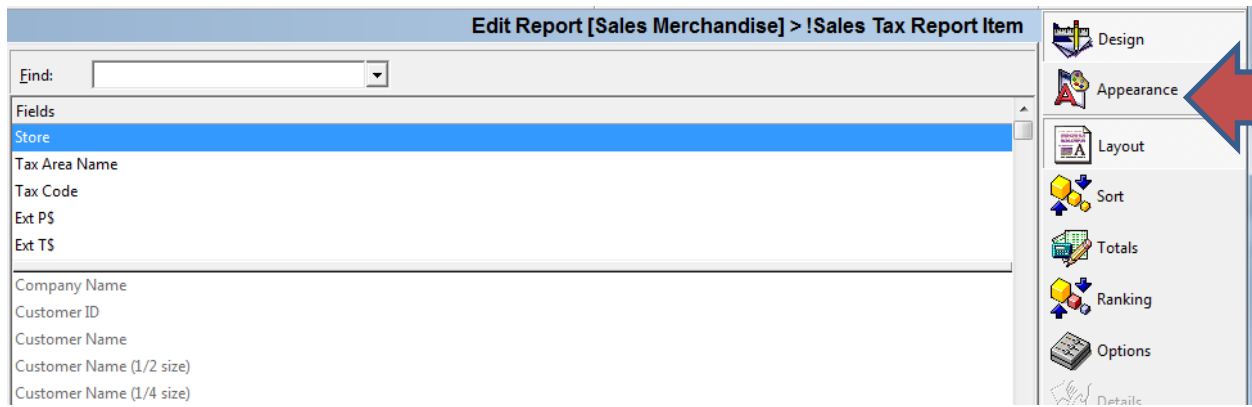 Edit Report [Sales Merchandise] > !Sales Tax Report Item
Find:
Fields
Store
Tax Area Name
Tax Code
Ext P$
Ext T$
Company Name
Customer ID
Customer Name
Customer Name (1/2 size)
Customer Name (1/4 size)
Design
Appearance
Layout
Sort
Totals
Ranking
Options
Details